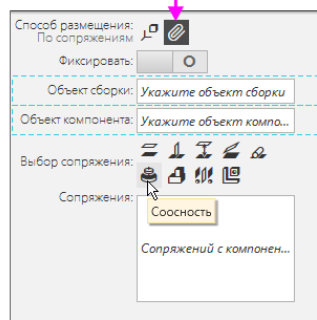 Способ размещения:
По сопряжениям
Фиксировать:
Объект сборки: Укажите объект сборки
Объект компонента: Укажите объект компо...
Выбор сопряжения:
Соосность
Сопряжения:
Сопряжений с компонен...